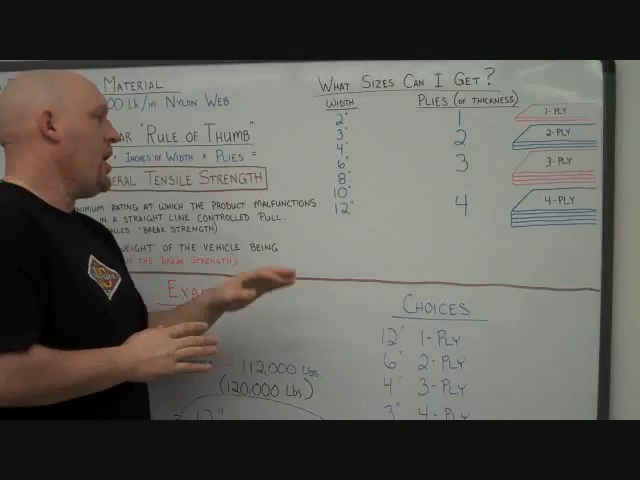 MATERIAL
00 Lb/in NYLON WEB
AR "RULE OF THUMB"
INCHES OF WIDTH × PLIES =
ERAL TENSILE STRENGTH
NIMUM RATING AT WHICH THE PRODUCT MALFUNCTIONS
IN A STRAIGHT LINE CONTROLLED PULL.
LLED "BREAK STRENGTH)
WEIGHT OF THE VEHICLE BEING
OF THE BREAK STRENGTH)
EXA
- 112,000 Lbs
(120,000 Lbs)
= 12"
WHAT SIZES CAN I GET?
WIDTH PLIES (OF THICKNESS)
2" 1
3" 2
4"
6" 3
8"
10"
12" 4
1-PLY
2-PLY
3-PLY
4-PLY
CHOICES
12" 1-PLY
6" 2-PLY
4" 3-PLY
3" 4-PLY